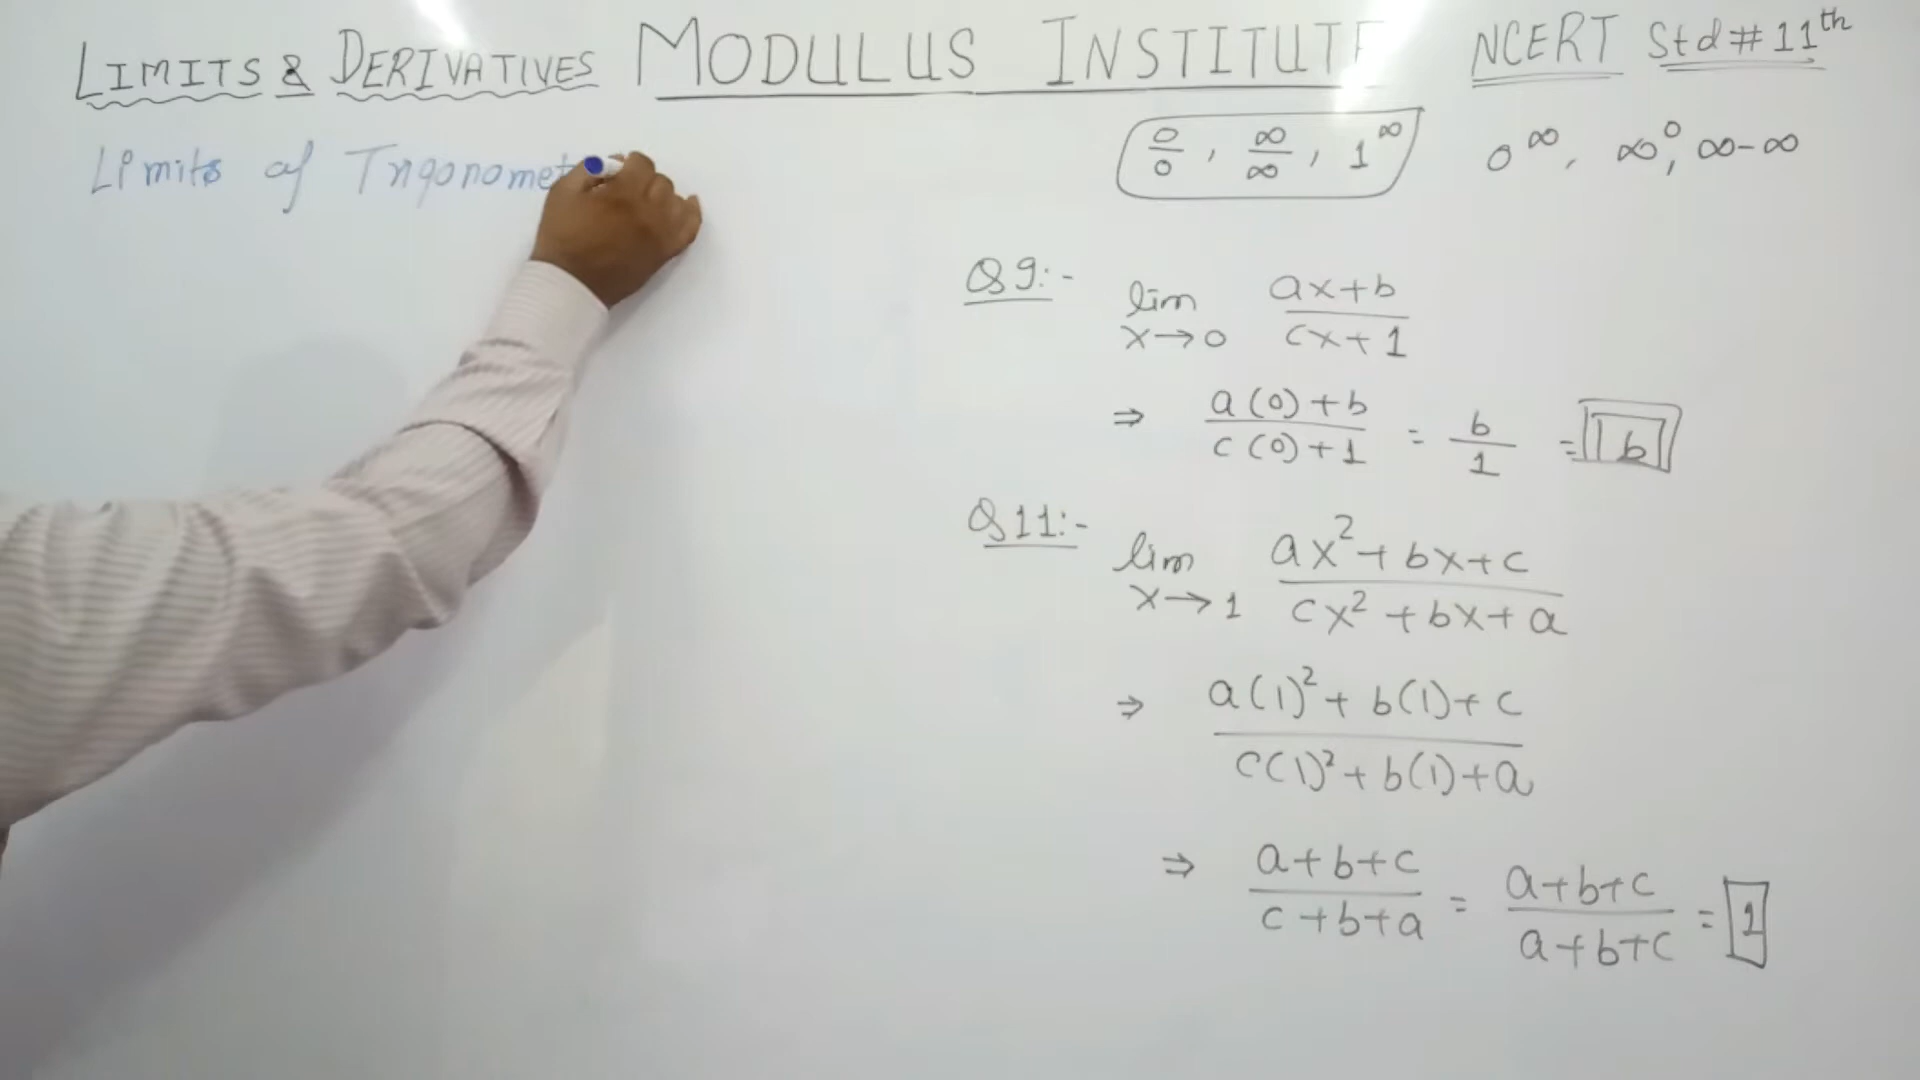 LIMITS & DERIVATIVES MODULUS INSTITUTE NCERT Std # 11th
Limits of Trigonomet
0/0, ∞/∞, 1^∞ 0^∞, ∞^0, ∞-∞
Q9:- lim x→0 (ax+b)/(cx+1)
⇒ (a(0)+b)/(c(0)+1) = b/1 = b
Q11:- lim x→1 (ax²+bx+c)/(cx²+bx+a)
⇒ (a(1)²+b(1)+c)/(c(1)²+b(1)+a)
⇒ (a+b+c)/(c+b+a) = (a+b+c)/(a+b+c) = 1